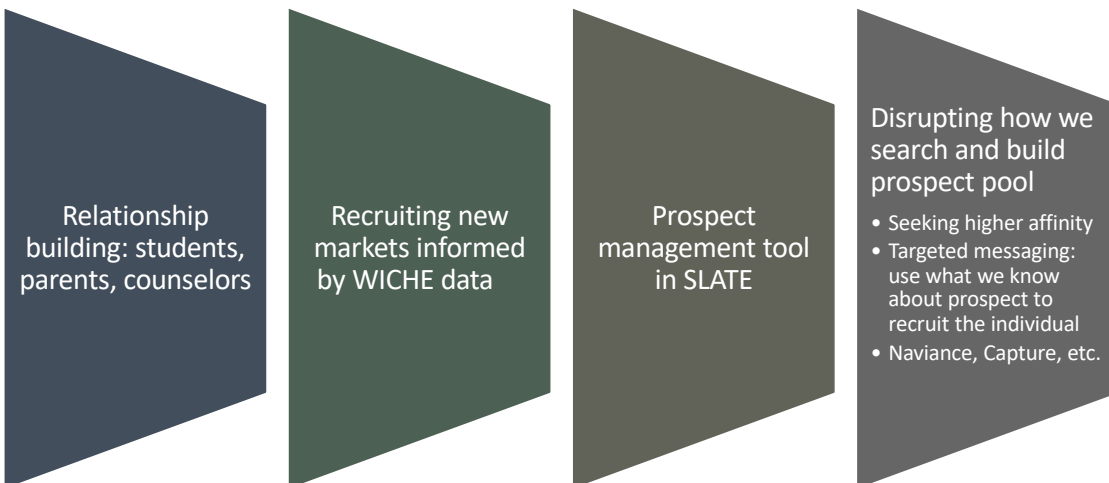 Relationship
building: students,
parents, counselors
Recruiting new
markets informed
by WICHE data
Prospect
management tool
in SLATE
Disrupting how we
search and build
prospect pool
• Seeking higher affinity
• Targeted messaging:
use what we know
about prospect to
recruit the individual
• Naviance, Capture, etc.